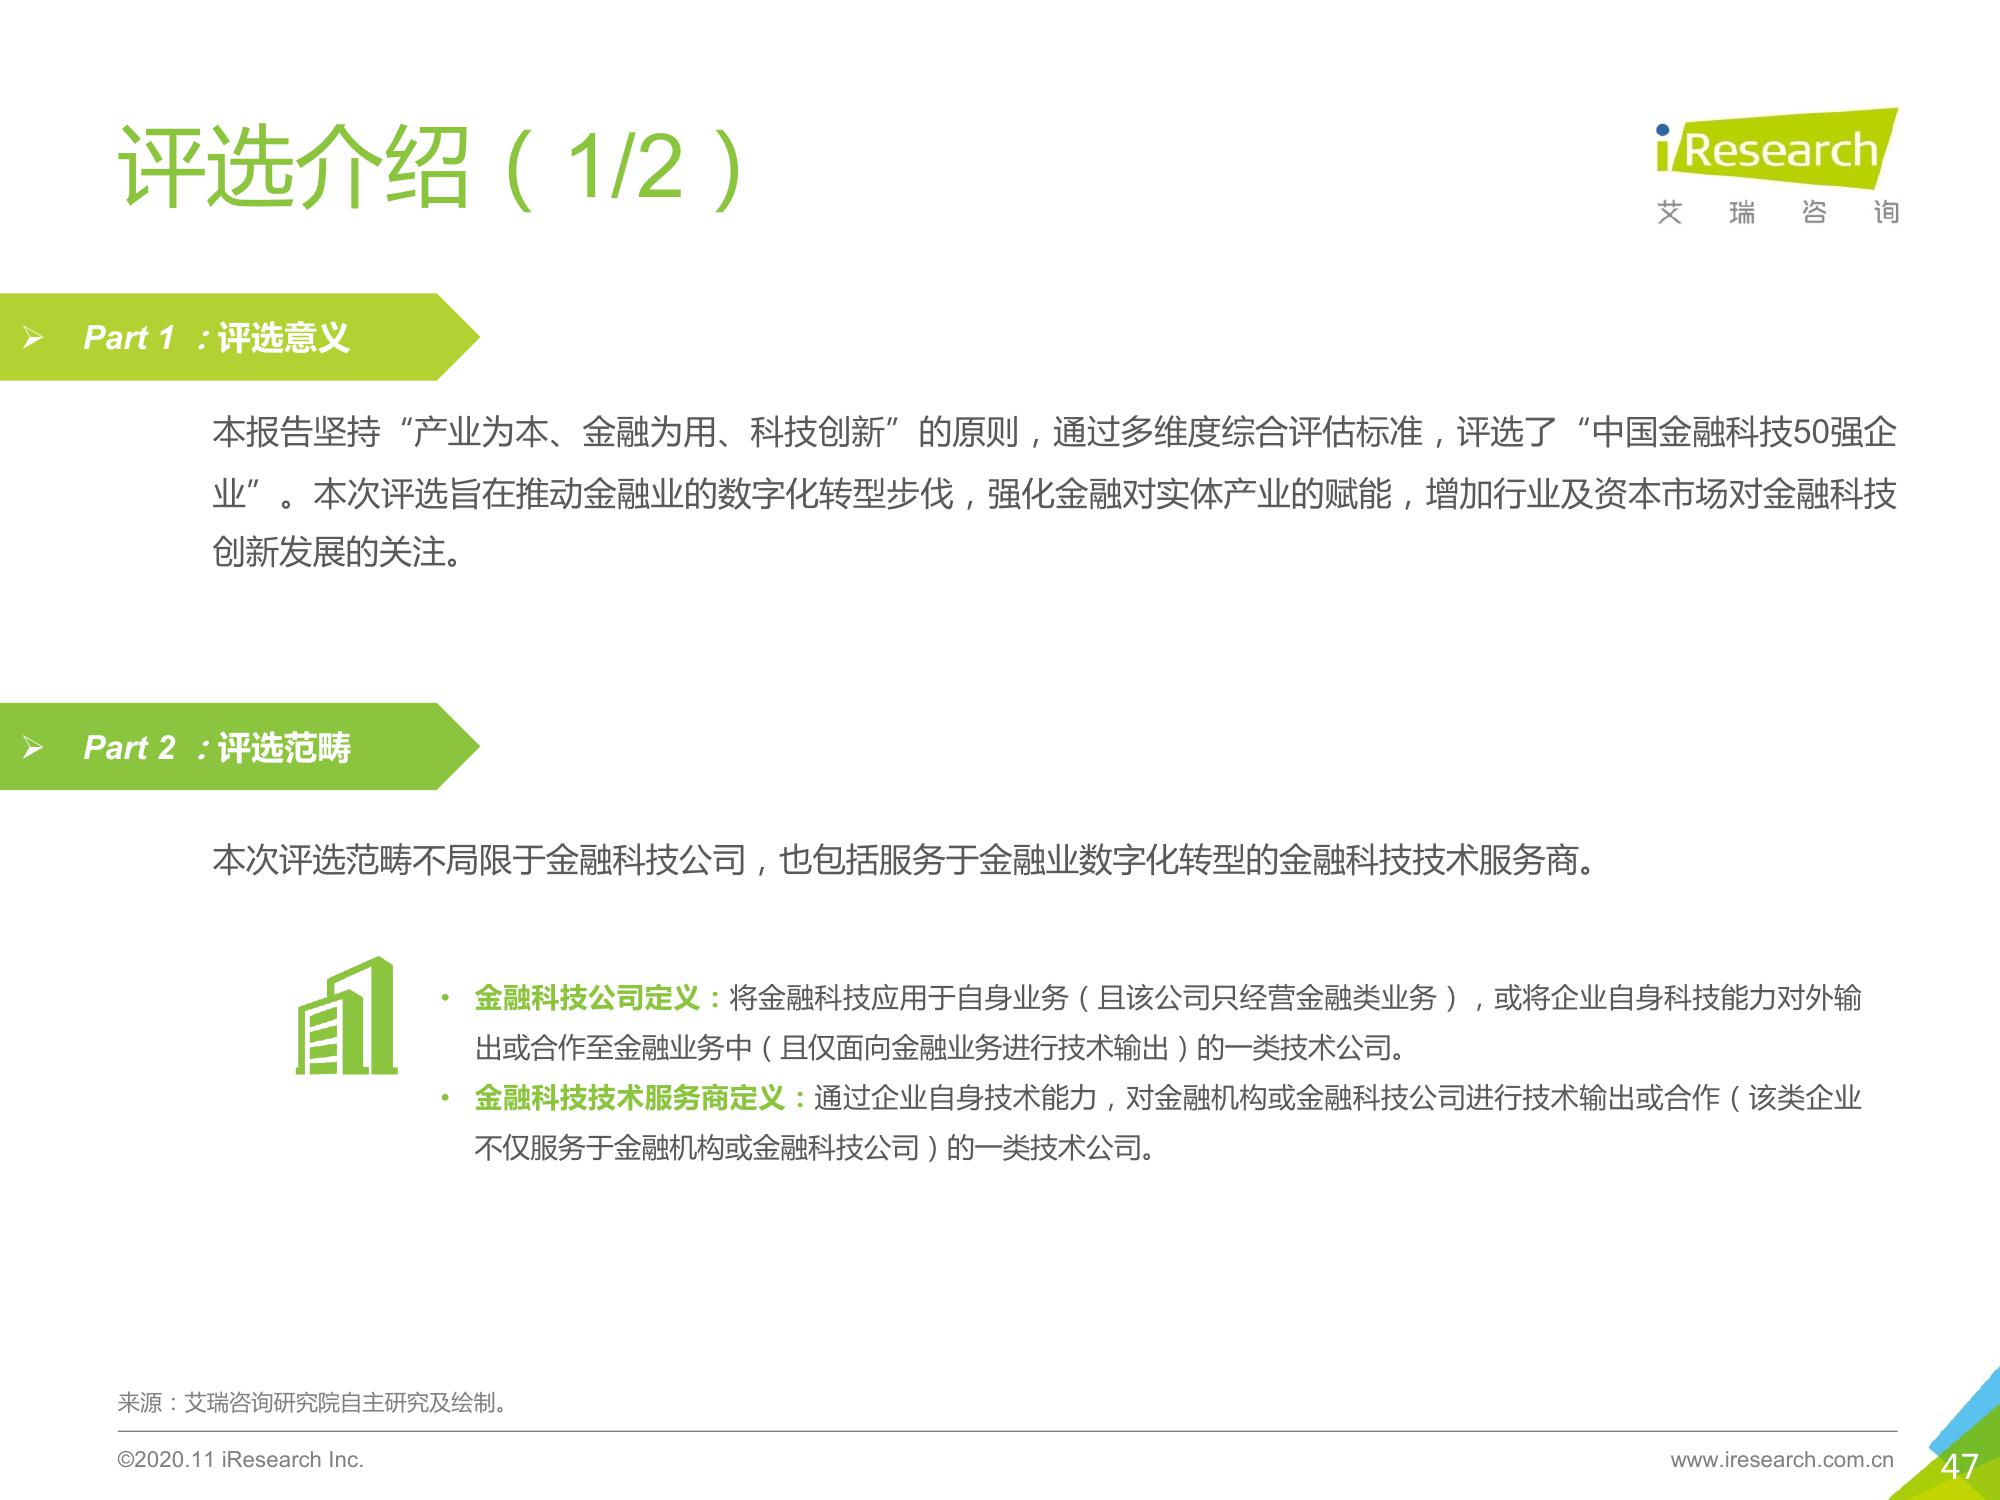 评选介绍（1/2）
iResearch
艾瑞咨询
Part 1 ：评选意义
本报告坚持“产业为本、金融为用、科技创新”的原则，通过多维度综合评估标准，评选了“中国金融科技50强企
业”。本次评选旨在推动金融业的数字化转型步伐，强化金融对实体产业的赋能，增加行业及资本市场对金融科技
创新发展的关注。
Part 2 ：评选范畴
本次评选范畴不局限于金融科技公司，也包括服务于金融业数字化转型的金融科技技术服务商。
• 金融科技公司定义：将金融科技应用于自身业务（且该公司只经营金融类业务），或将企业自身科技能力对外输
出或合作至金融业务中（且仅面向金融业务进行技术输出）的一类技术公司。
• 金融科技技术服务商定义：通过企业自身技术能力，对金融机构或金融科技公司进行技术输出或合作（该类企业
不仅服务于金融机构或金融科技公司）的一类技术公司。
来源：艾瑞咨询研究院自主研究及绘制。
©2020.11 iResearch Inc.
www.iresearch.com.cn
47